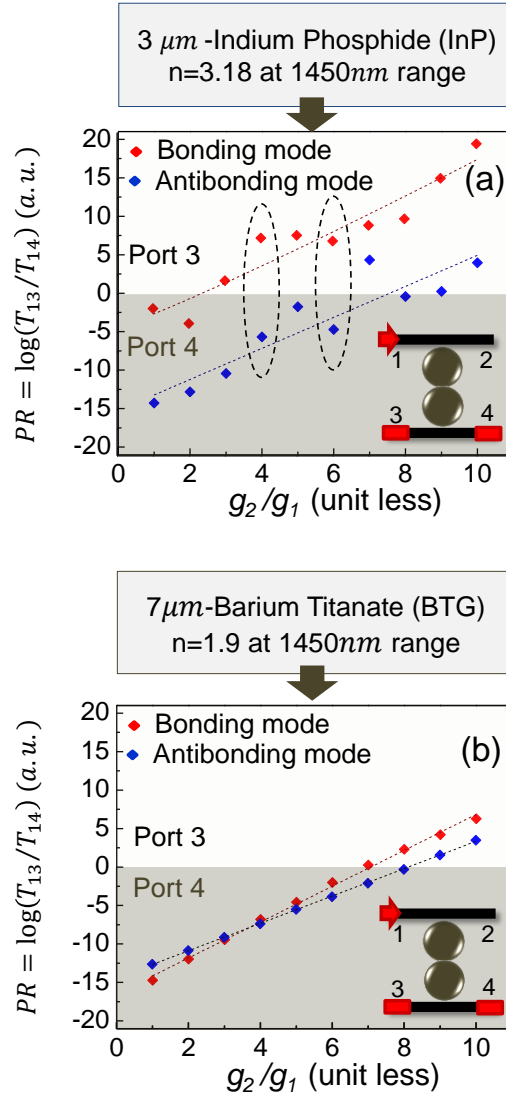 3 𝜇𝑚 -Indium Phosphide (InP)
n=3.18 at 1450𝑛𝑚 range
20
15
10
5
0
-5
-10
-15
-20
𝑃𝑅 = log(𝑇13/𝑇14) (𝑎. 𝑢.)
Bonding mode
Antibonding mode
(a)
Port 3
Port 4
1
2
3
4
0 2 4 6 8 10
g2/g1 (unit less)
7𝜇𝑚-Barium Titanate (BTG)
n=1.9 at 1450𝑛𝑚 range
20
15
10
5
0
-5
-10
-15
-20
𝑃𝑅 = log(𝑇13/𝑇14) (𝑎. 𝑢.)
Bonding mode
Antibonding mode
(b)
Port 3
Port 4
1
2
3
4
0 2 4 6 8 10
g2/g1 (unit less)